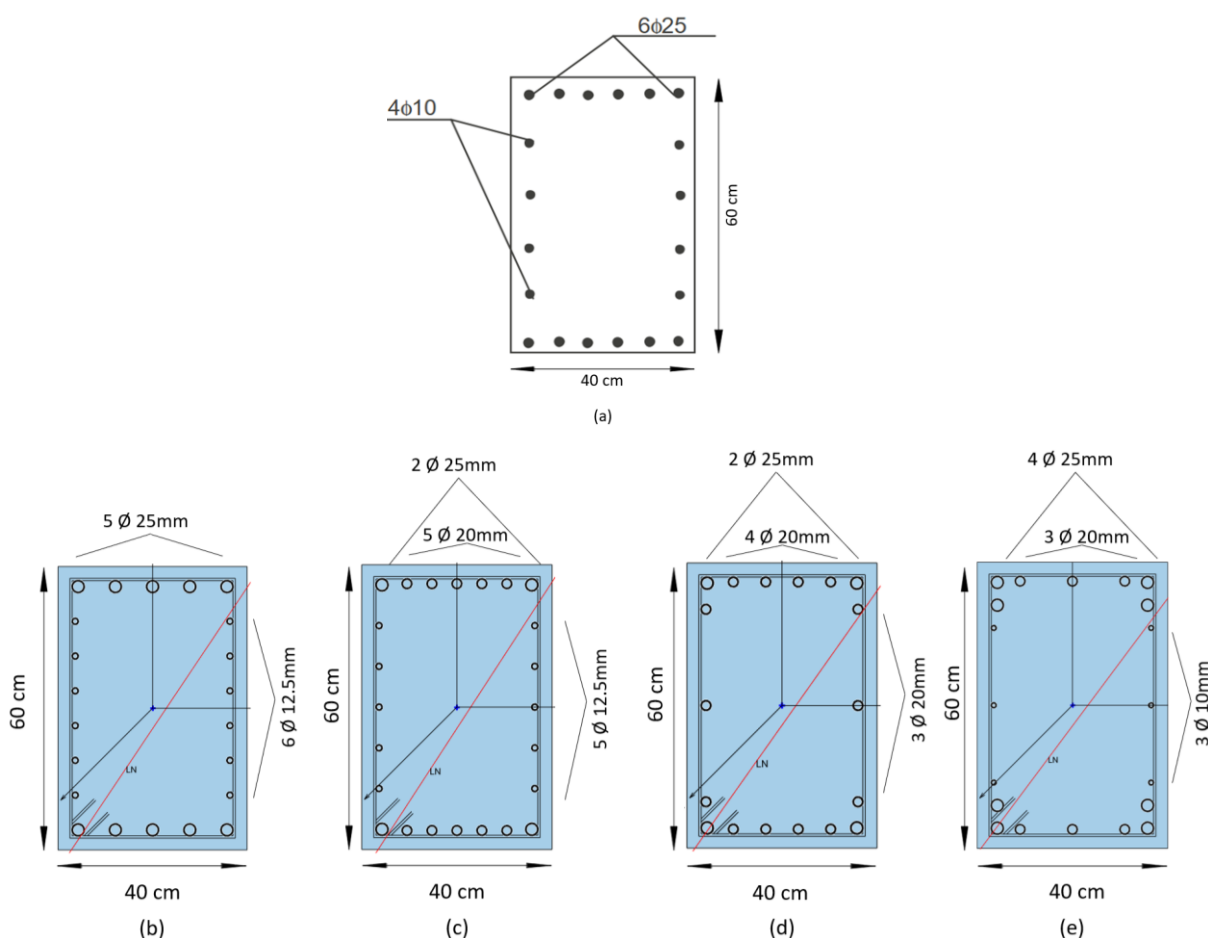 6ϕ25
4ϕ10
60 cm
40 cm
(a)
5 Ø 25mm
60 cm
LN
6 Ø 12.5mm
40 cm
(b)
2 Ø 25mm
5 Ø 20mm
60 cm
LN
5 Ø 12.5mm
40 cm
(c)
2 Ø 25mm
4 Ø 20mm
60 cm
LN
3 Ø 20mm
40 cm
(d)
4 Ø 25mm
3 Ø 20mm
60 cm
LN
3 Ø 10mm
40 cm
(e)